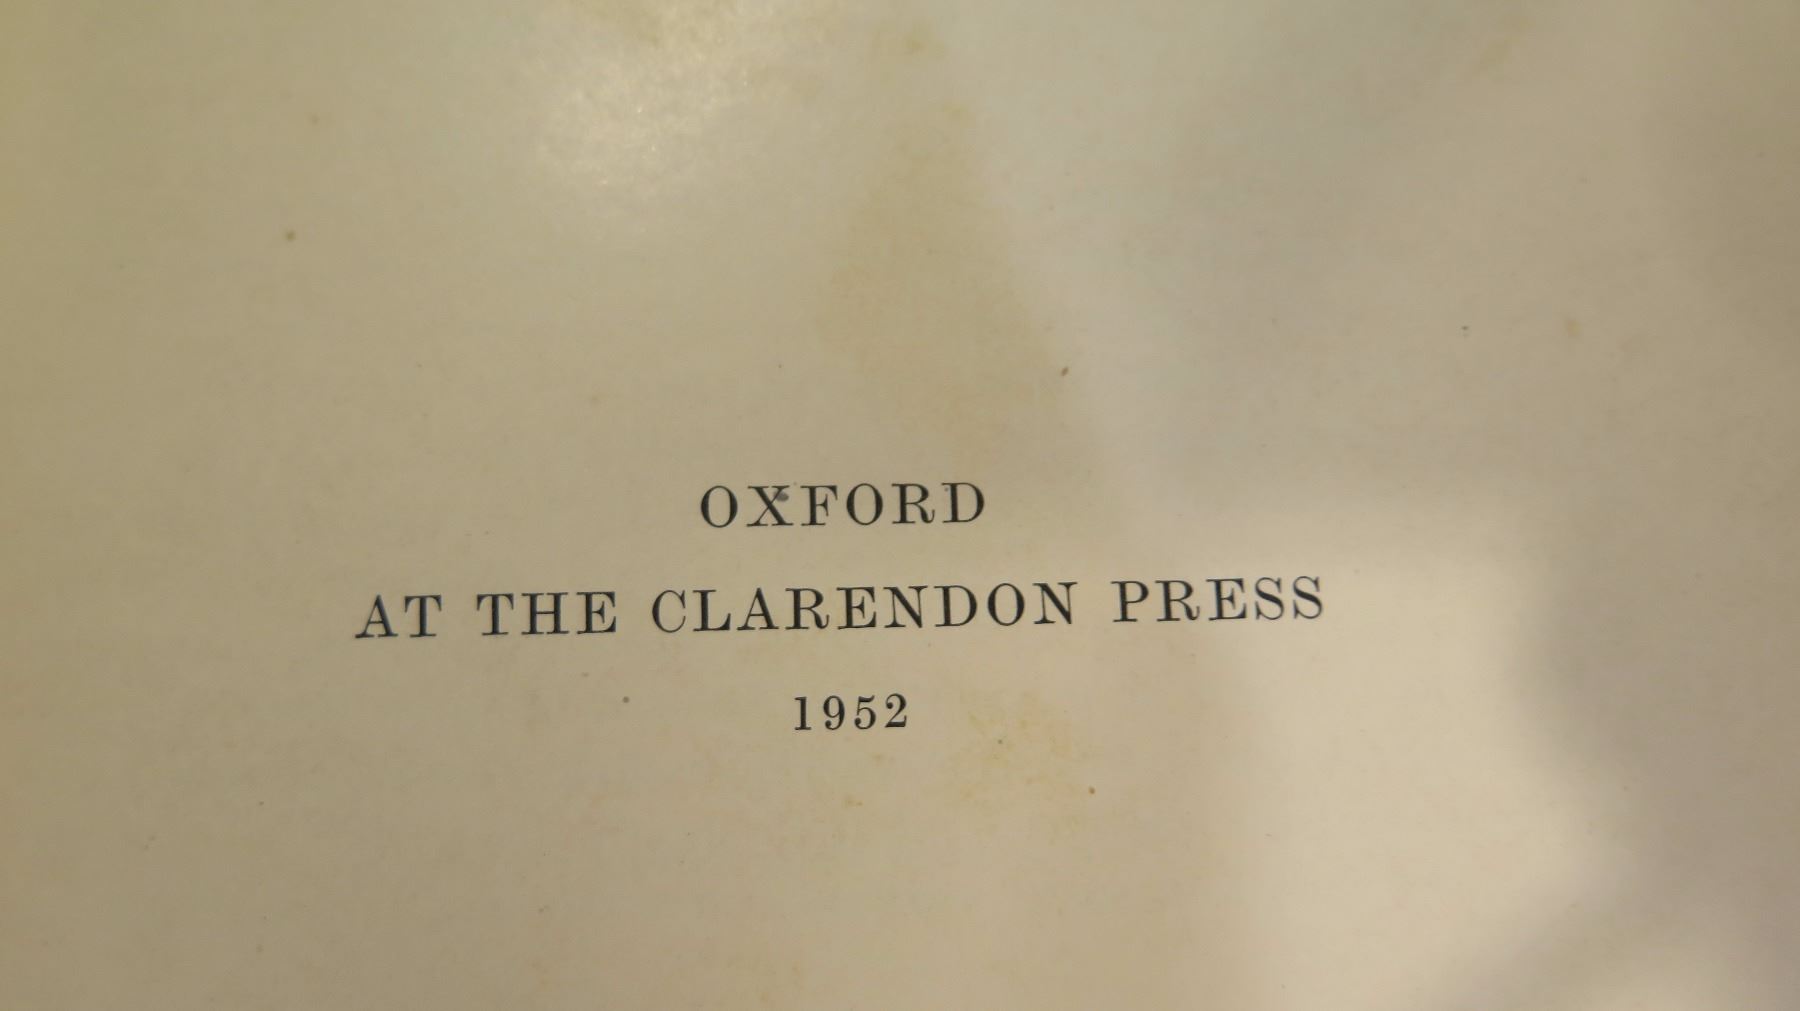 OXFORD
AT THE CLARENDON PRESS
1952